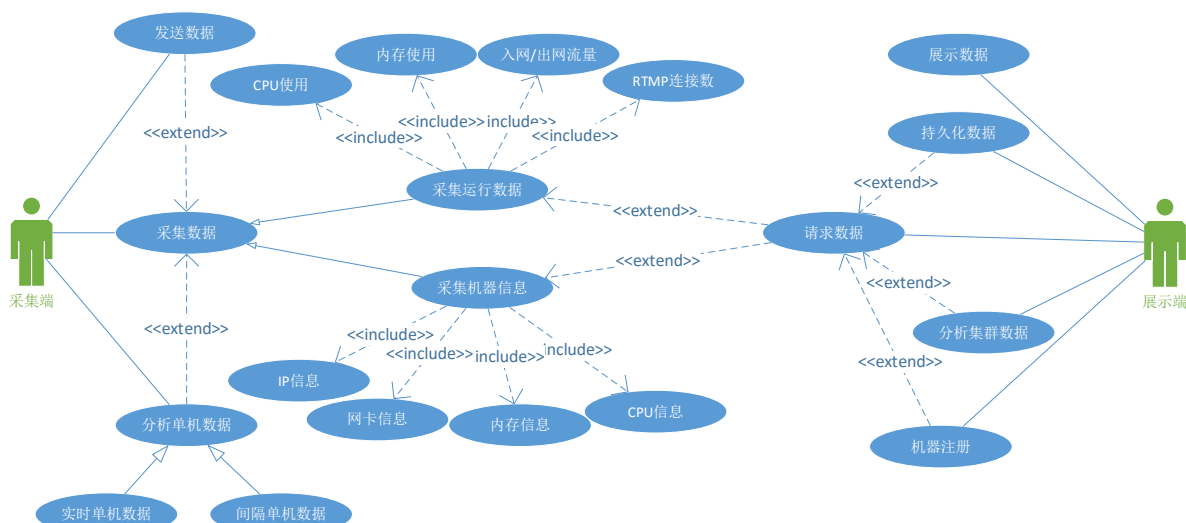 发送数据
内存使用
入网/出网流量
展示数据
CPU使用
RTMP连接数
<<extend>>
<<include>>
include>>
<<include>>
<<include>>
持久化数据
采集运行数据
<<extend>>
<<extend>>
采集数据
请求数据
<<extend>>
采集端
采集机器信息
展示端
<<extend>>
<<include>>
<<include>>
include>>
include>>
分析集群数据
<<extend>>
<<extend>>
IP信息
网卡信息
内存信息
CPU信息
分析单机数据
机器注册
实时单机数据
间隔单机数据